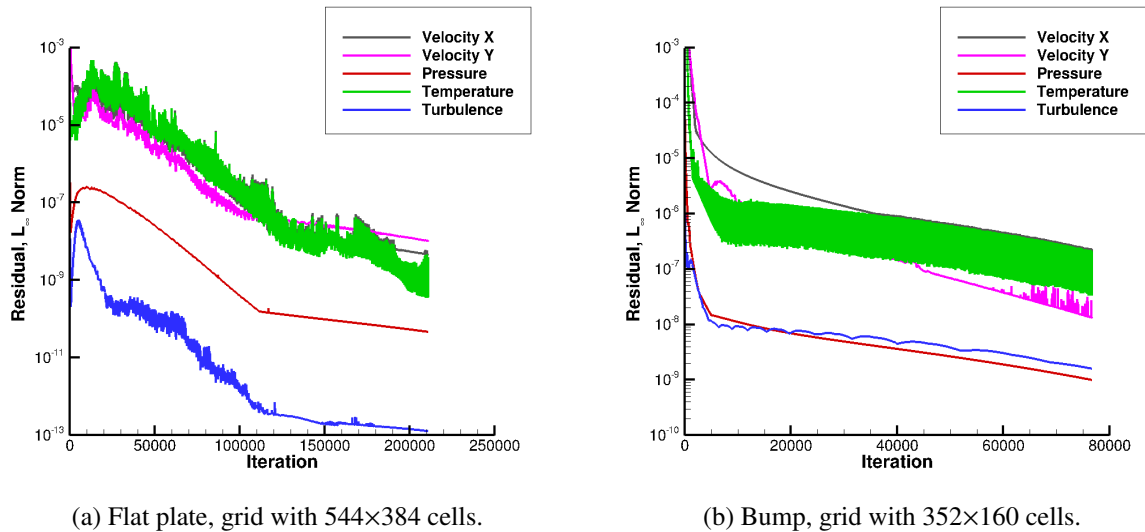 Velocity X
Velocity Y
Pressure
Temperature
Turbulence
10⁻³
10⁻⁵
10⁻⁷
10⁻⁹
10⁻¹¹
10⁻¹³
Residual, L∞ Norm
0
50000
100000
150000
200000
250000
Iteration
(a) Flat plate, grid with 544×384 cells.
Velocity X
Velocity Y
Pressure
Temperature
Turbulence
10⁻³
10⁻⁴
10⁻⁵
10⁻⁶
10⁻⁷
10⁻⁸
10⁻⁹
10⁻¹⁰
Residual, L∞ Norm
0
20000
40000
60000
80000
Iteration
(b) Bump, grid with 352×160 cells.